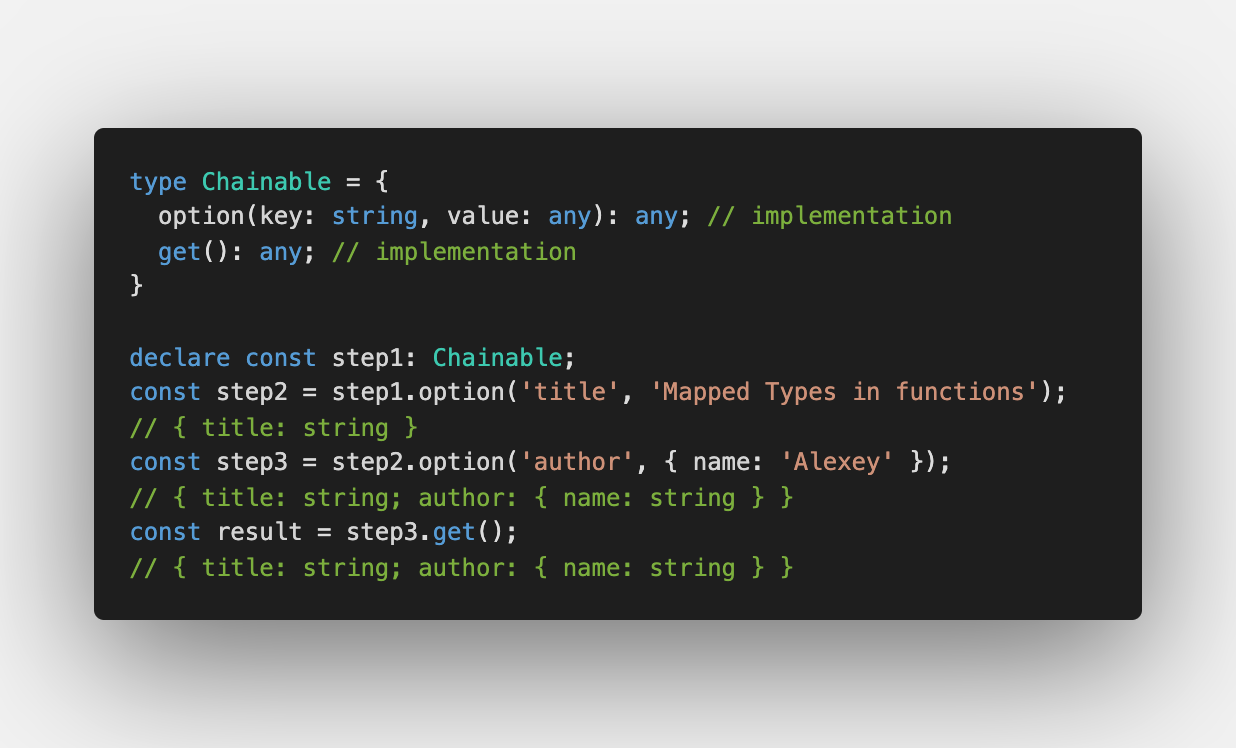 type Chainable = {
  option(key: string, value: any): any; // implementation
  get(): any; // implementation
}

declare const step1: Chainable;
const step2 = step1.option('title', 'Mapped Types in functions');
// { title: string }
const step3 = step2.option('author', { name: 'Alexey' });
// { title: string; author: { name: string } }
const result = step3.get();
// { title: string; author: { name: string } }